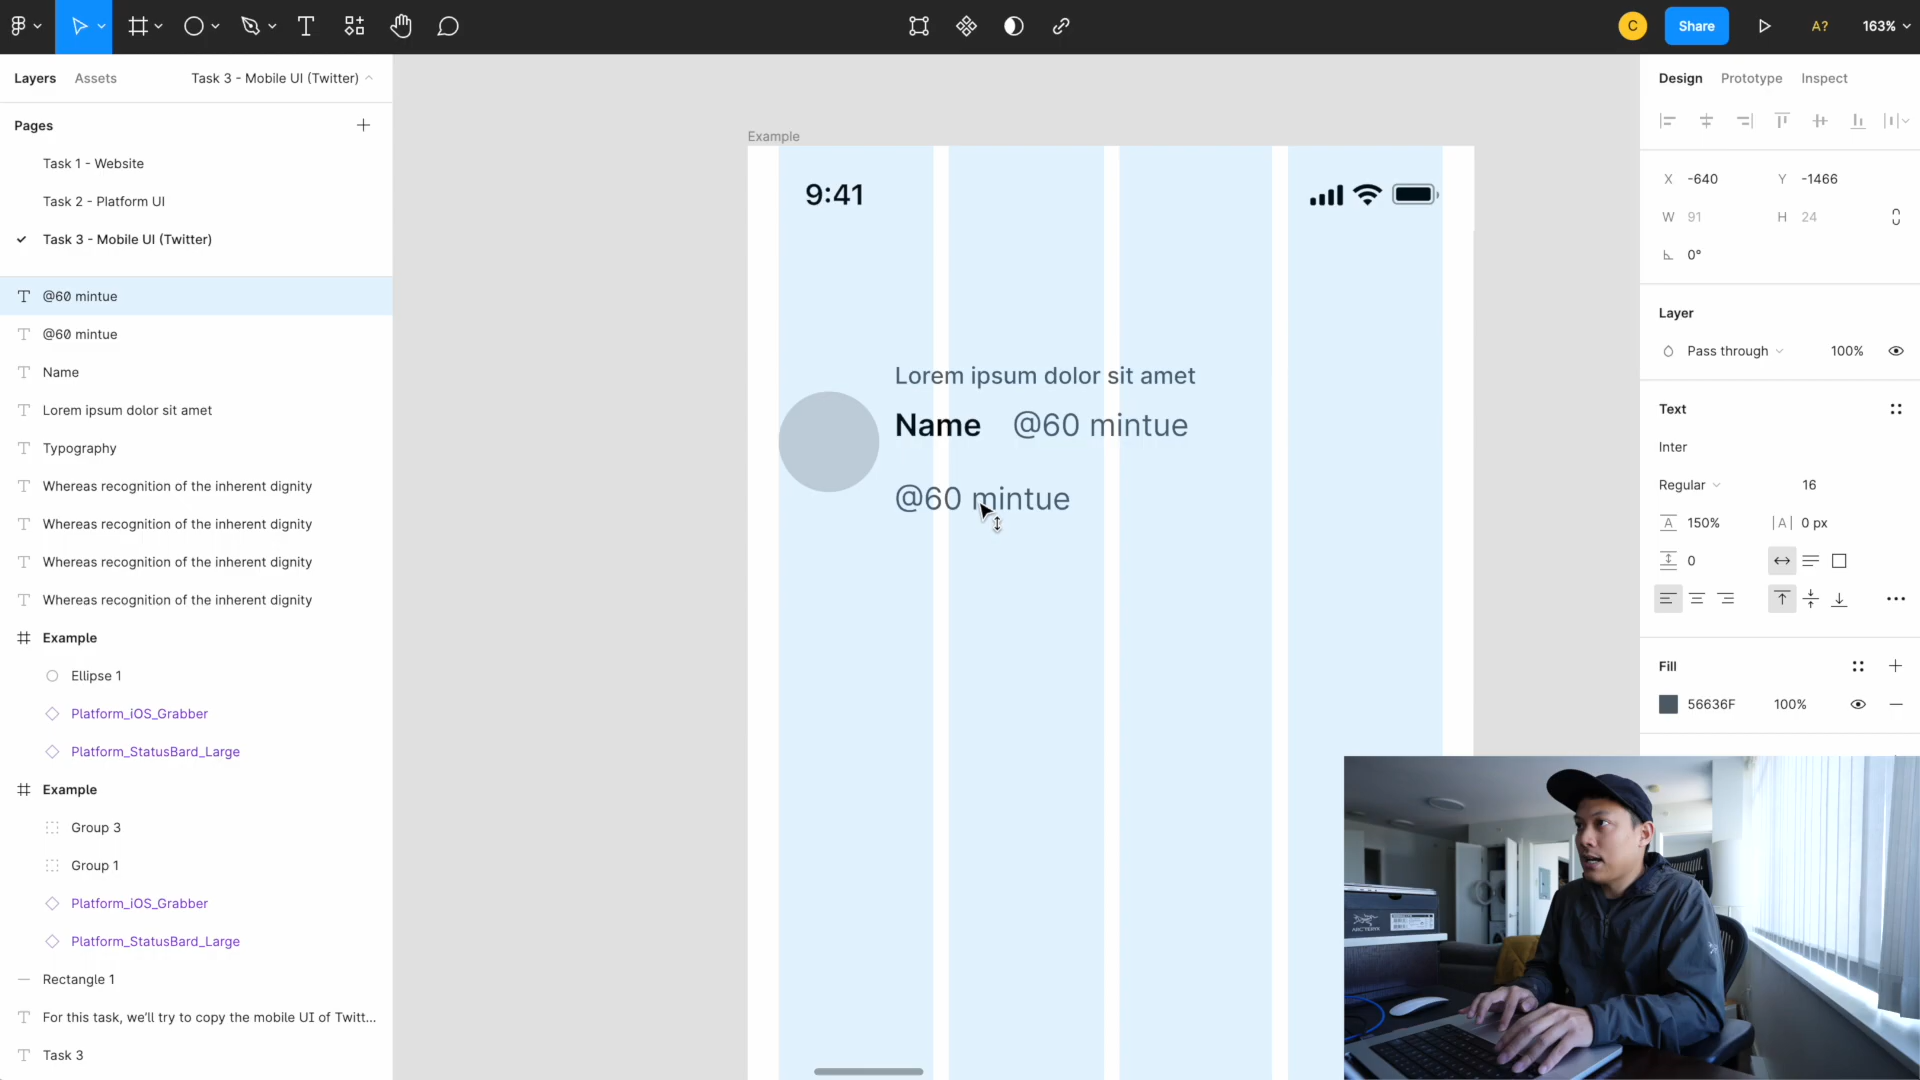 C
Share
A?
163%
Layers
Assets
Task 3 - Mobile UI (Twitter)
Design
Prototype
Inspect
Pages
Task 1 - Website
Task 2 - Platform UI
Task 3 - Mobile UI (Twitter)
@60 mintue
@60 mintue
Name
Lorem ipsum dolor sit amet
Typography
Whereas recognition of the inherent dignity
Whereas recognition of the inherent dignity
Whereas recognition of the inherent dignity
Whereas recognition of the inherent dignity
Example
Ellipse 1
Platform_iOS_Grabber
Platform_StatusBard_Large
Example
Group 3
Group 1
Platform_iOS_Grabber
Platform_StatusBard_Large
Rectangle 1
For this task, we'll try to copy the mobile UI of Twitt...
Task 3
Example
9:41
Lorem ipsum dolor sit amet
Name @60 mintue
@60 mintue
X -640 Y -1466
W 91 H 24
0°
Layer
Pass through 100%
Text
Inter
Regular 16
A 150% |A| 0 px
0
Fill
56636F 100%
ARC'TERYX